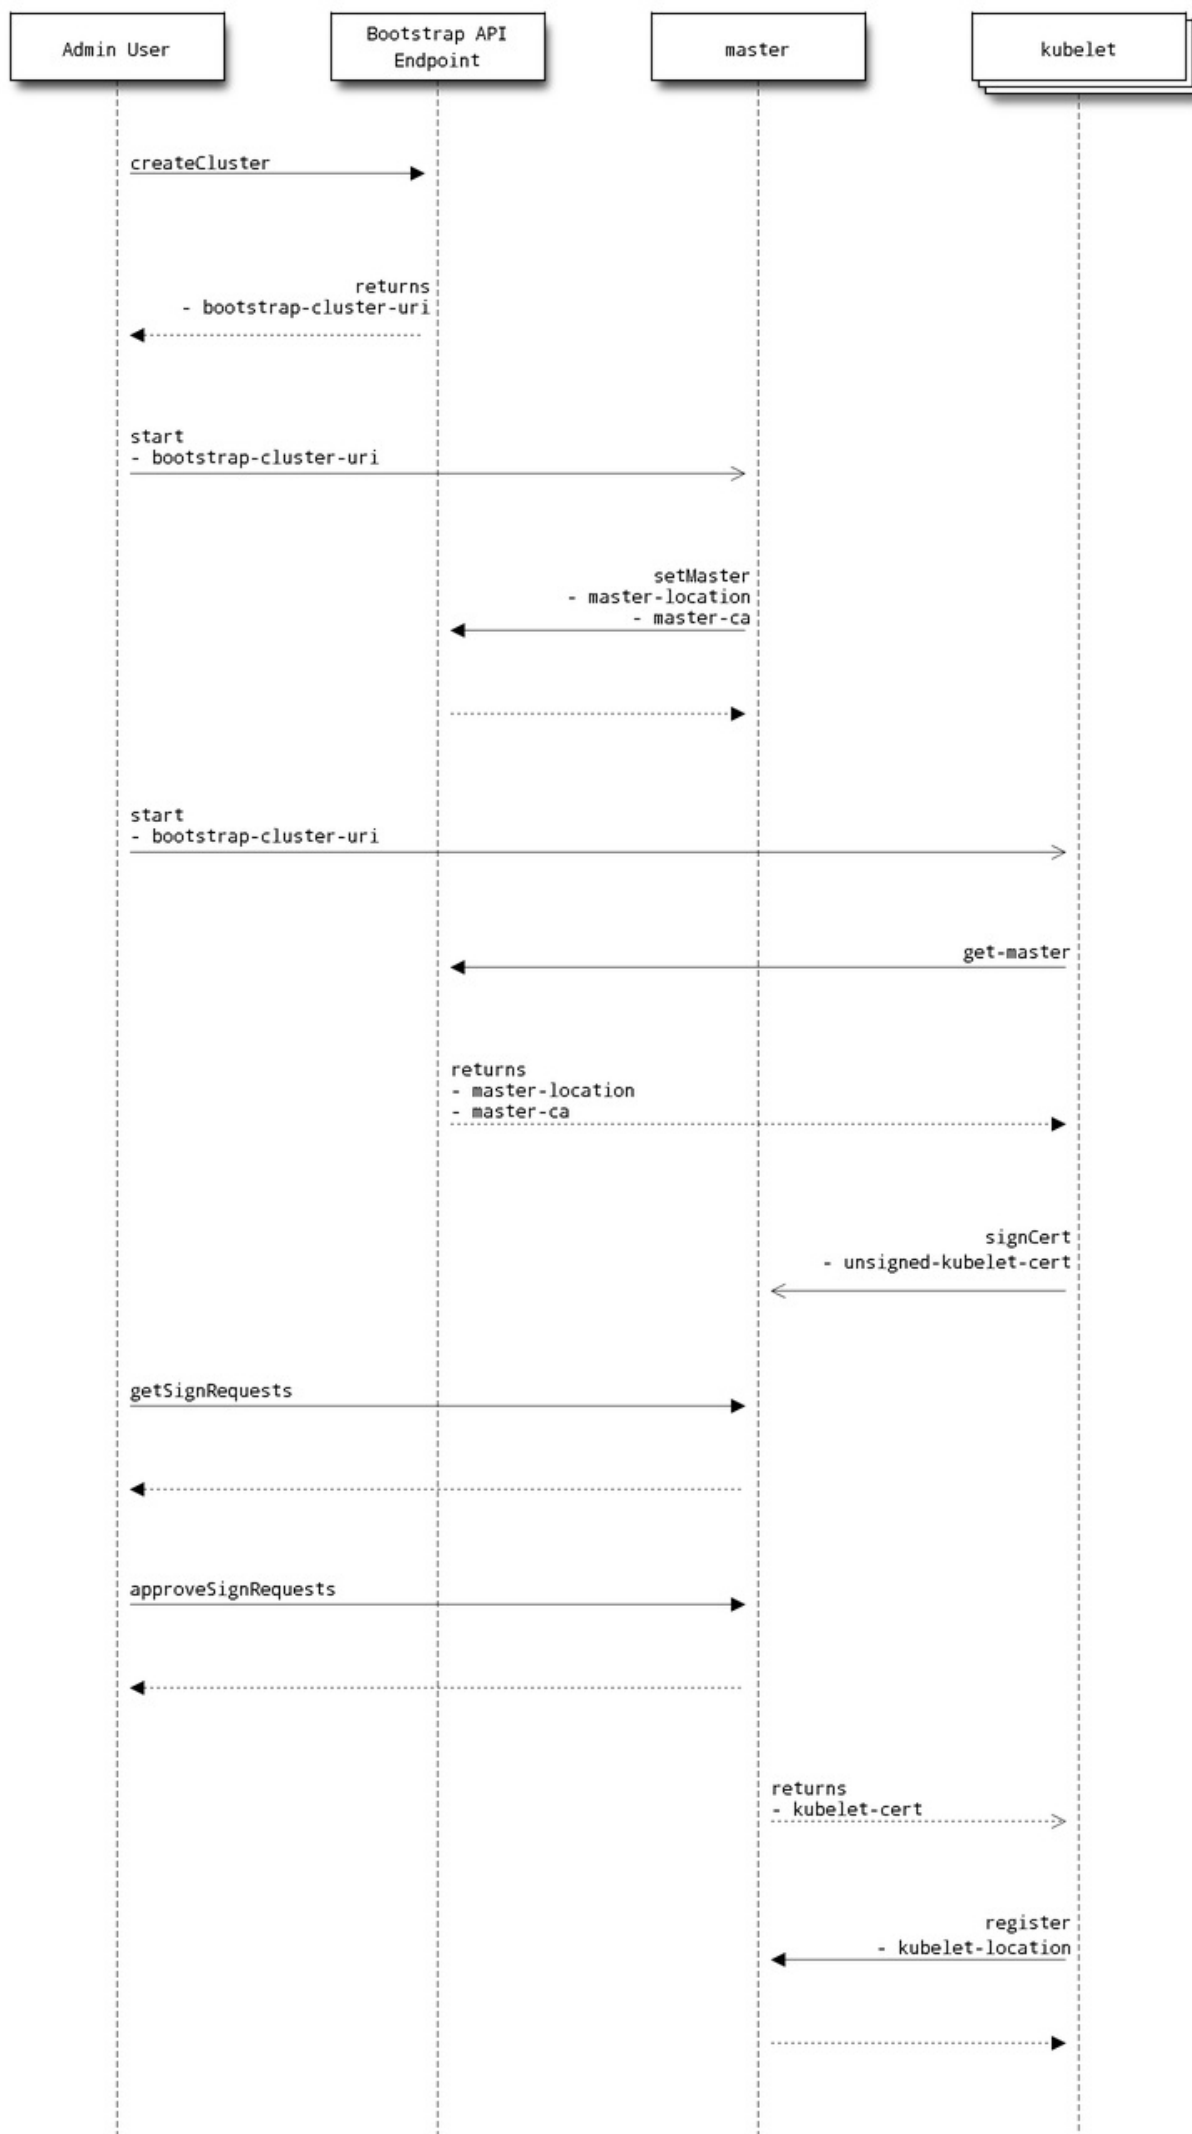 Admin User
Bootstrap API
Endpoint
master
kubelet
createCluster
returns
- bootstrap-cluster-uri
start
- bootstrap-cluster-uri
setMaster
- master-location
- master-ca
start
- bootstrap-cluster-uri
get-master
returns
- master-location
- master-ca
signCert
- unsigned-kubelet-cert
getSignRequests
approveSignRequests
returns
- kubelet-cert
register
- kubelet-location